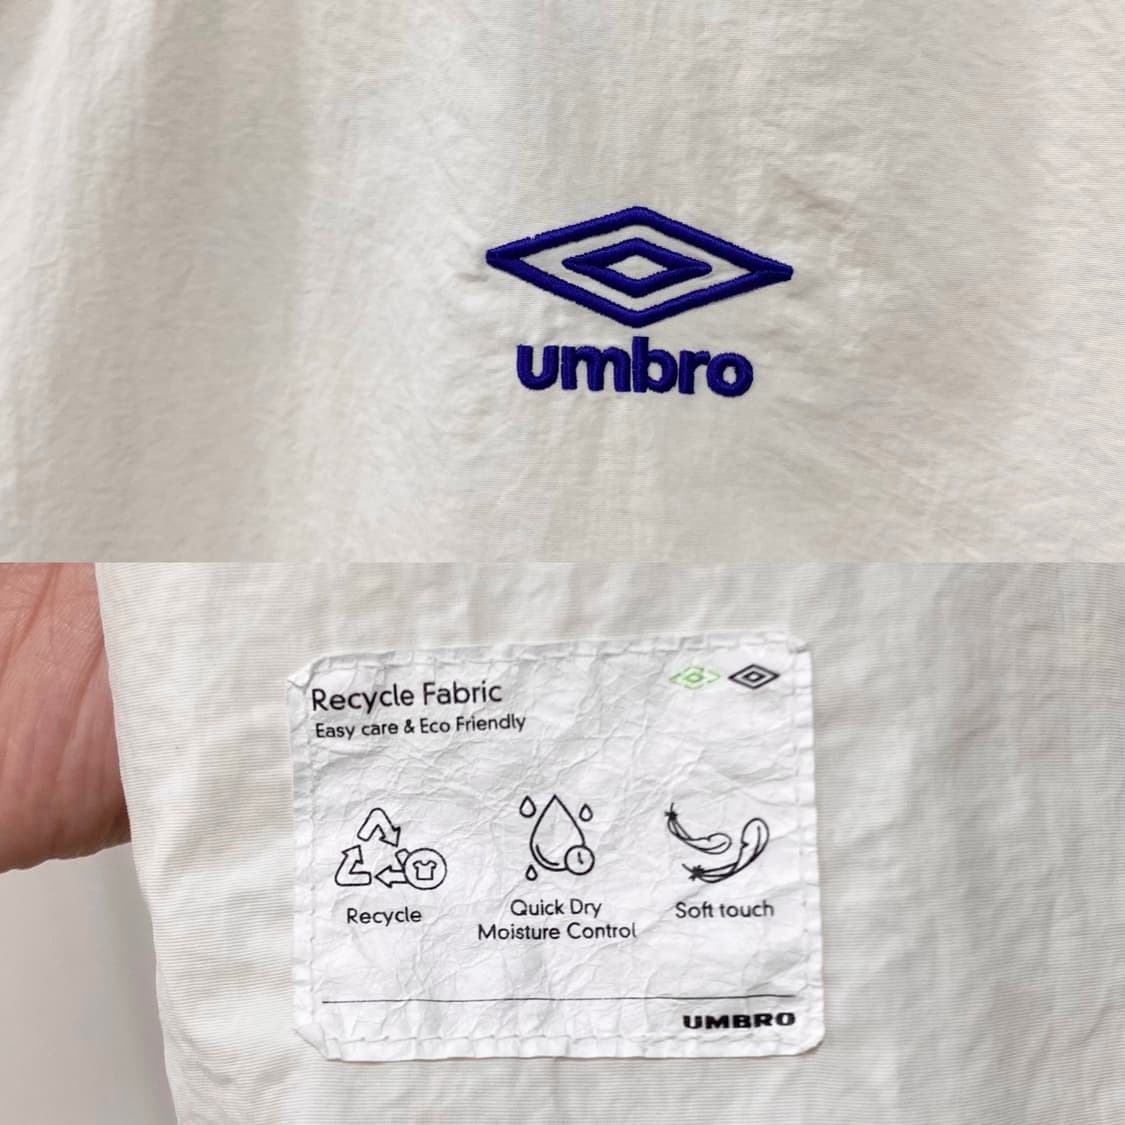 umbro
Recycle Fabric
Easy care & Eco Friendly
Recycle
Quick Dry
Moisture Control
Soft touch
UMBRO